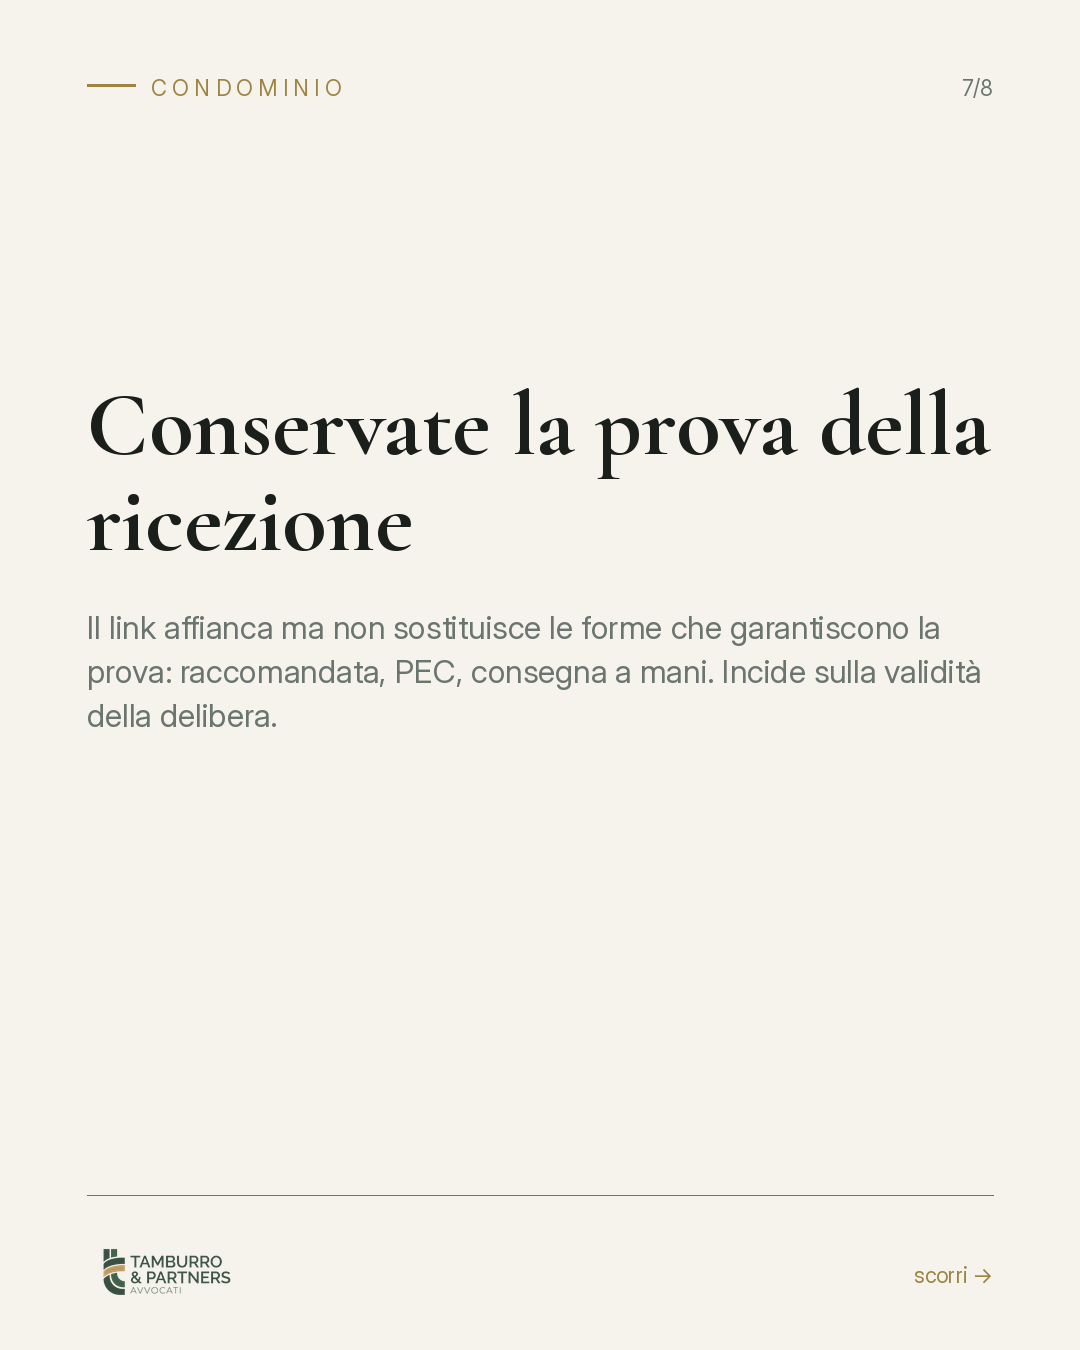 CONDOMINIO
7/8
Conservate la prova della
ricezione
Il link affianca ma non sostituisce le forme che garantiscono la
prova: raccomandata, PEC, consegna a mani. Incide sulla validità
della delibera.
TAMBURRO
& PARTNERS
AVVOCATI
scorri →